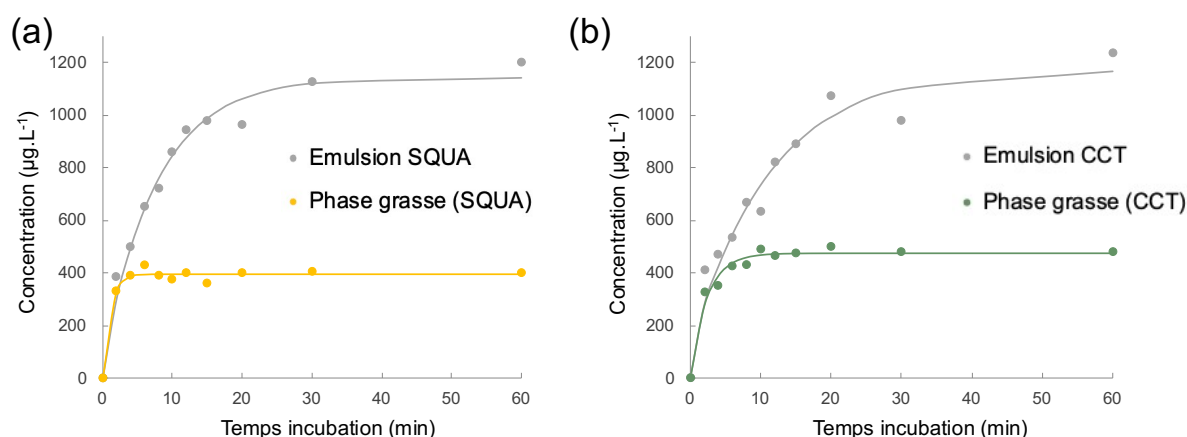 (a)
Concentration (µg.L-1)
1200
1000
800
600
400
200
0
Emulsion SQUA
Phase grasse (SQUA)
0 10 20 30 40 50 60
Temps incubation (min)
(b)
Concentration (µg.L-1)
1200
1000
800
600
400
200
0
Emulsion CCT
Phase grasse (CCT)
0 10 20 30 40 50 60
Temps incubation (min)